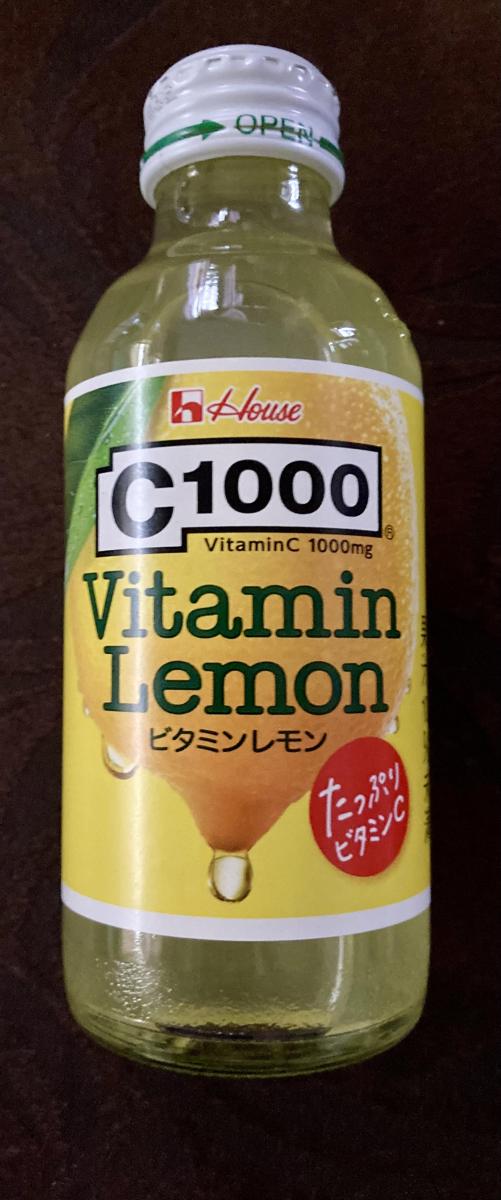 OPEN
House
C1000
VitaminC 1000mg
Vitamin
Lemon
ビタミンレモン
たっぷり
ビタミンC